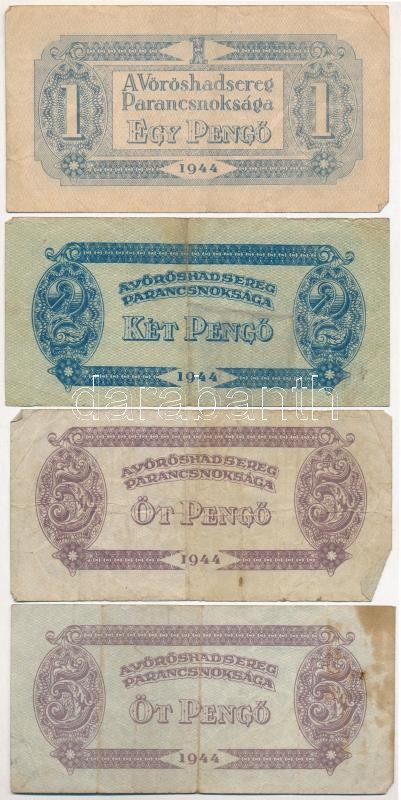 1
A Vöröshadsereg
Parancsnoksága
1 Egy Pengő 1
1944
A Vöröshadsereg
Parancsnoksága
2 Két Pengő 2
1944
darabanth
A Vöröshadsereg
Parancsnoksága
5 Öt Pengő 5
1944
A Vöröshadsereg
Parancsnoksága
5 Öt Pengő 5
1944